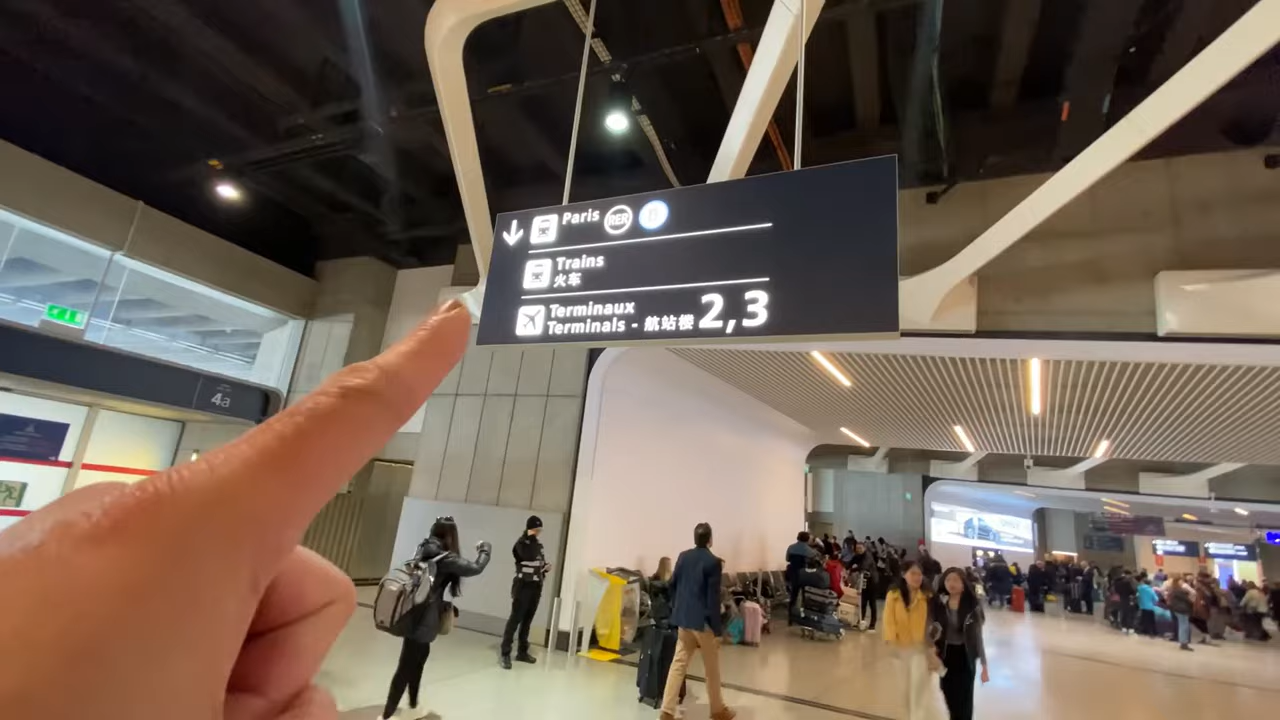 Paris RER B
Trains
火车
Terminaux
Terminals - 航站楼 2,3
4a